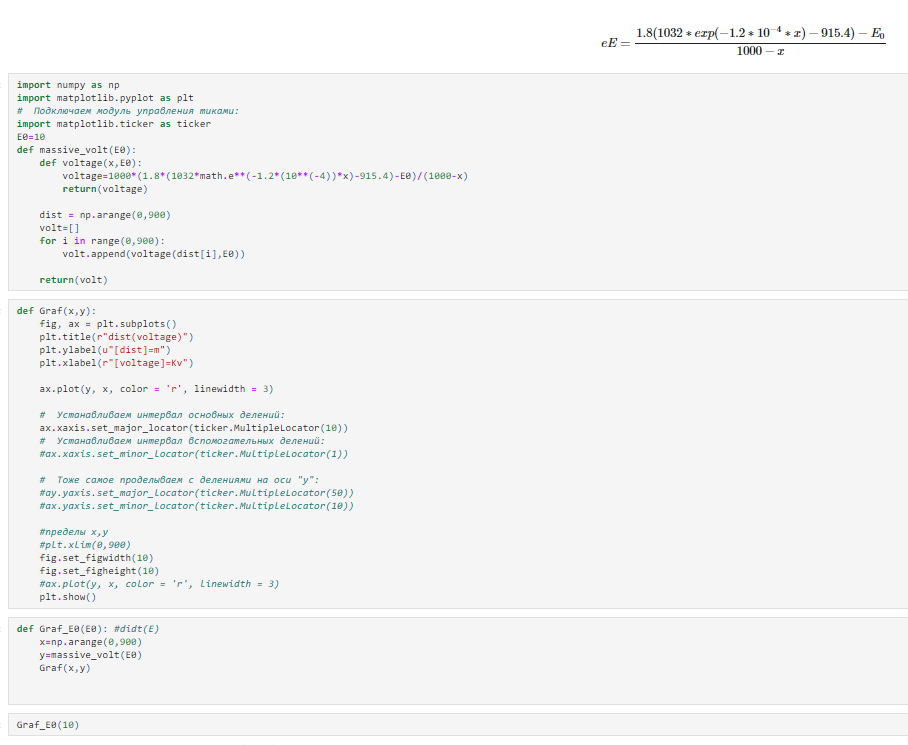 eE = 1.8(1032 * exp(−1.2 * 10⁻⁴ * x) − 915.4) − E₀
1000 − x
import numpy as np
import matplotlib.pyplot as plt
#  Подключаем модуль управления тиками:
import matplotlib.ticker as ticker
E0=10
def massive_volt(E0):
    def voltage(x,E0):
        voltage=1000*(1.8*(1032*math.e**(-1.2*(10**(-4))*x)-915.4)-E0)/(1000-x)
        return(voltage)
    dist = np.arange(0,900)
    volt=[]
    for i in range(0,900):
        volt.append(voltage(dist[i],E0))
    return(volt)
def Graf(x,y):
    fig, ax = plt.subplots()
    plt.title(r"dist(voltage)")
    plt.ylabel(u"[dist]=m")
    plt.xlabel(r"[voltage]=Kv")
    ax.plot(y, x, color = 'r', linewidth = 3)
    #  Устанавливаем интервал основных делений:
    ax.xaxis.set_major_locator(ticker.MultipleLocator(10))
    #  Устанавливаем интервал вспомогательных делений:
    #ax.xaxis.set_minor_locator(ticker.MultipleLocator(1))
    #  Тоже самое проделываем с делениями на оси "y":
    #ay.yaxis.set_major_locator(ticker.MultipleLocator(50))
    #ax.yaxis.set_minor_locator(ticker.MultipleLocator(10))
    #пределы x,y
    #plt.xlim(0,900)
    fig.set_figwidth(10)
    fig.set_figheight(10)
    #ax.plot(y, x, color = 'r', linewidth = 3)
    plt.show()
def Graf_E0(E0): #didt(E)
    x=np.arange(0,900)
    y=massive_volt(E0)
    Graf(x,y)
Graf_E0(10)